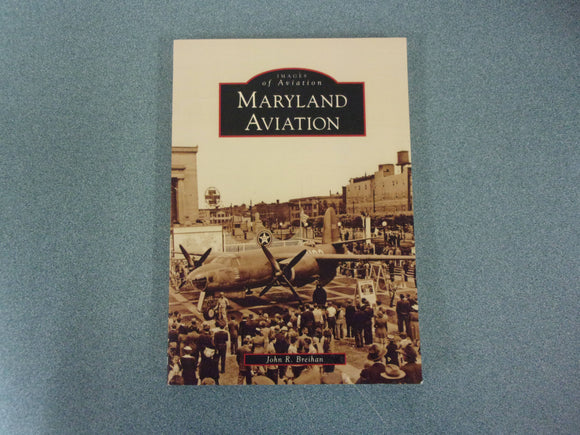 IMAGES
of Aviation
MARYLAND
AVIATION
John R. Breihan